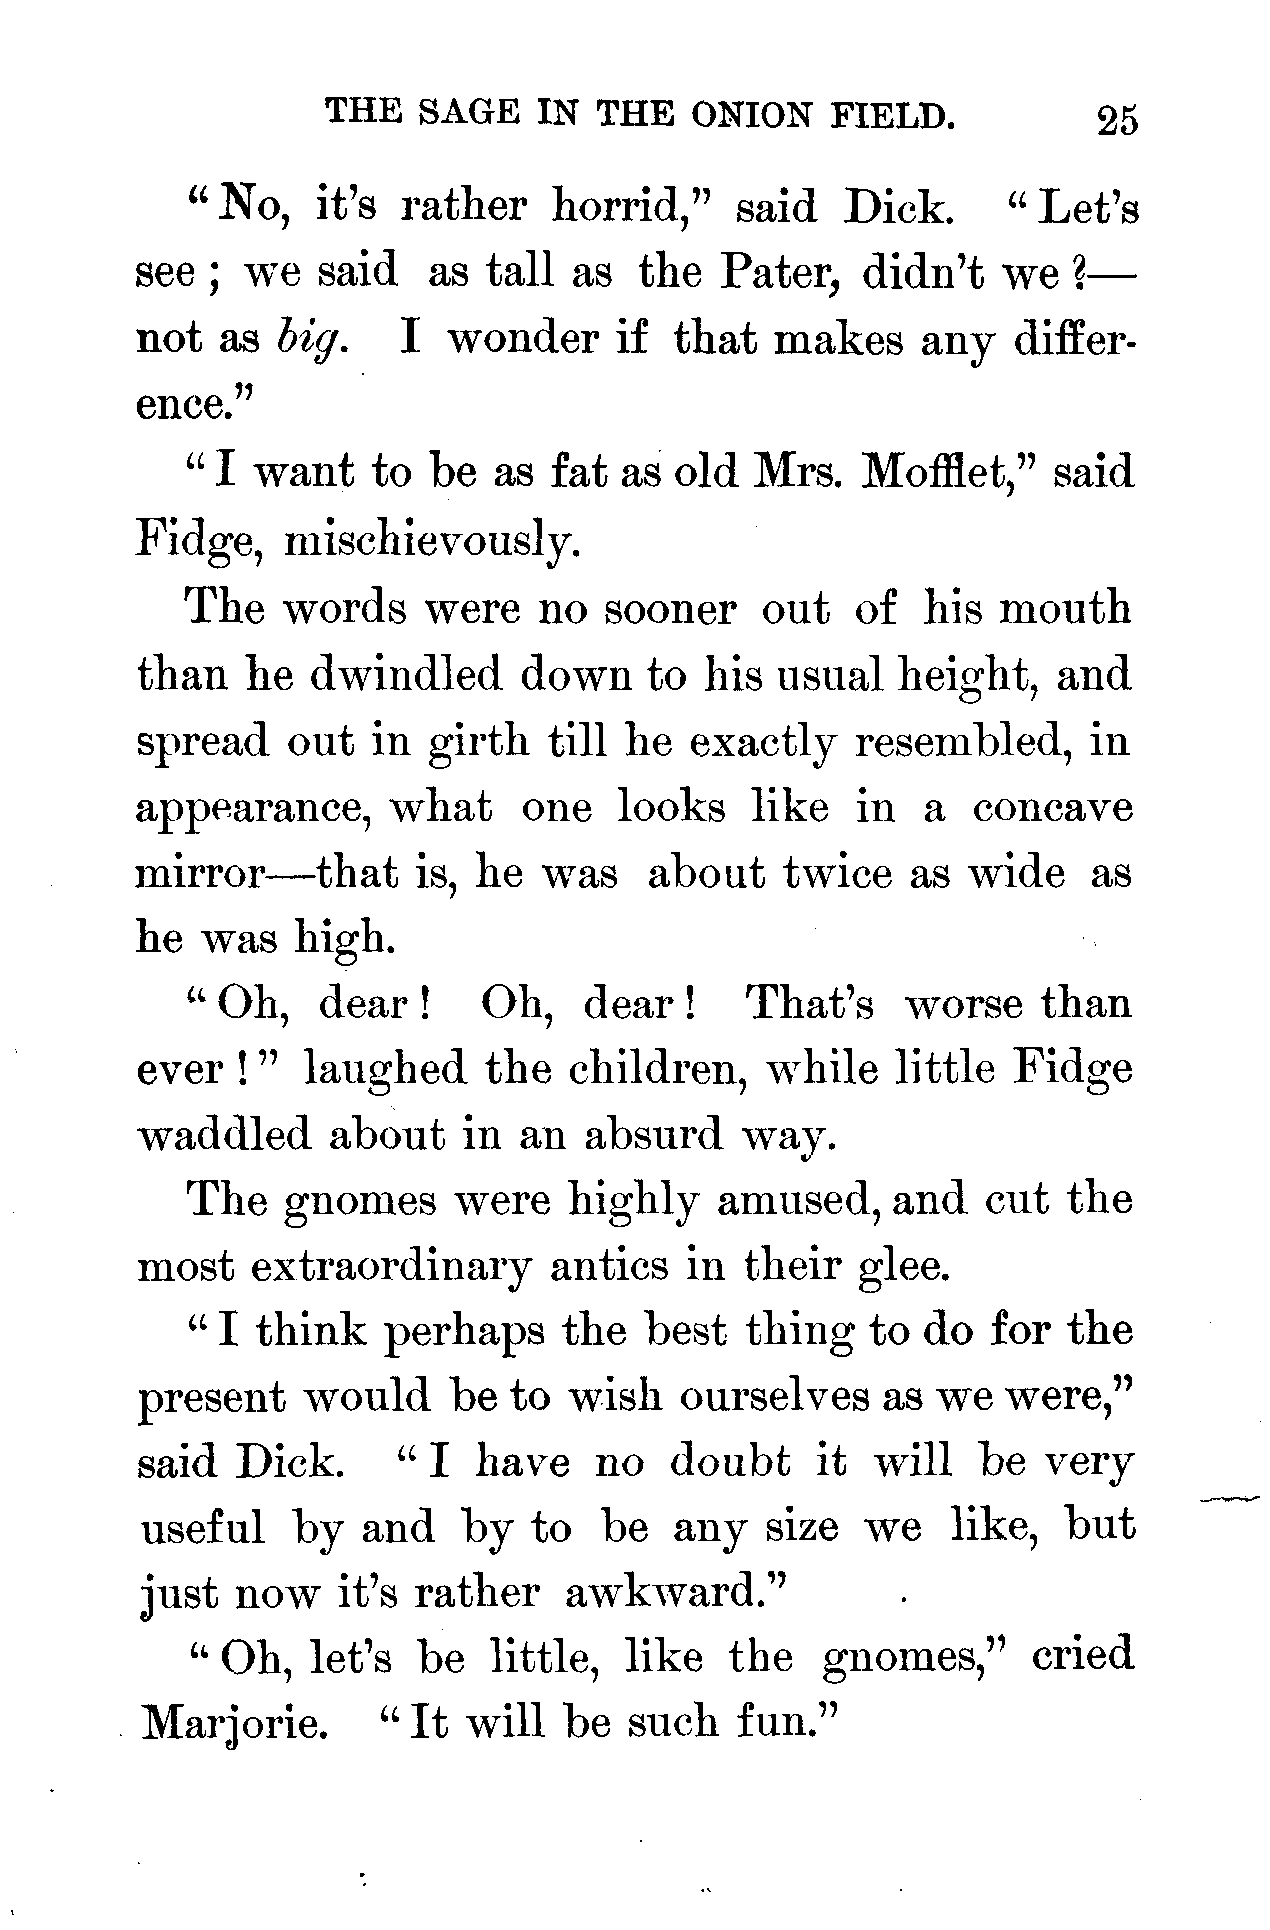 THE SAGE IN THE ONION FIELD. 25
“No, it’s rather horrid,” said Dick. “Let’s
see; we said as tall as the Pater, didn’t we?—
not as big. I wonder if that makes any differ-
ence.”
“I want to be as fat as old Mrs. Mofflet,” said
Fidge, mischievously.
The words were no sooner out of his mouth
than he dwindled down to his usual height, and
spread out in girth till he exactly resembled, in
appearance, what one looks like in a concave
mirror—that is, he was about twice as wide as
he was high.
“Oh, dear! Oh, dear! That’s worse than
ever!” laughed the children, while little Fidge
waddled about in an absurd way.
The gnomes were highly amused, and cut the
most extraordinary antics in their glee.
“I think perhaps the best thing to do for the
present would be to wish ourselves as we were,”
said Dick. “I have no doubt it will be very
useful by and by to be any size we like, but
just now it’s rather awkward.”
“Oh, let’s be little, like the gnomes,” cried
Marjorie. “It will be such fun.”